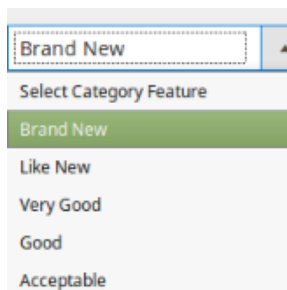 Brand New
Select Category Feature
Brand New
Like New
Very Good
Good
Acceptable